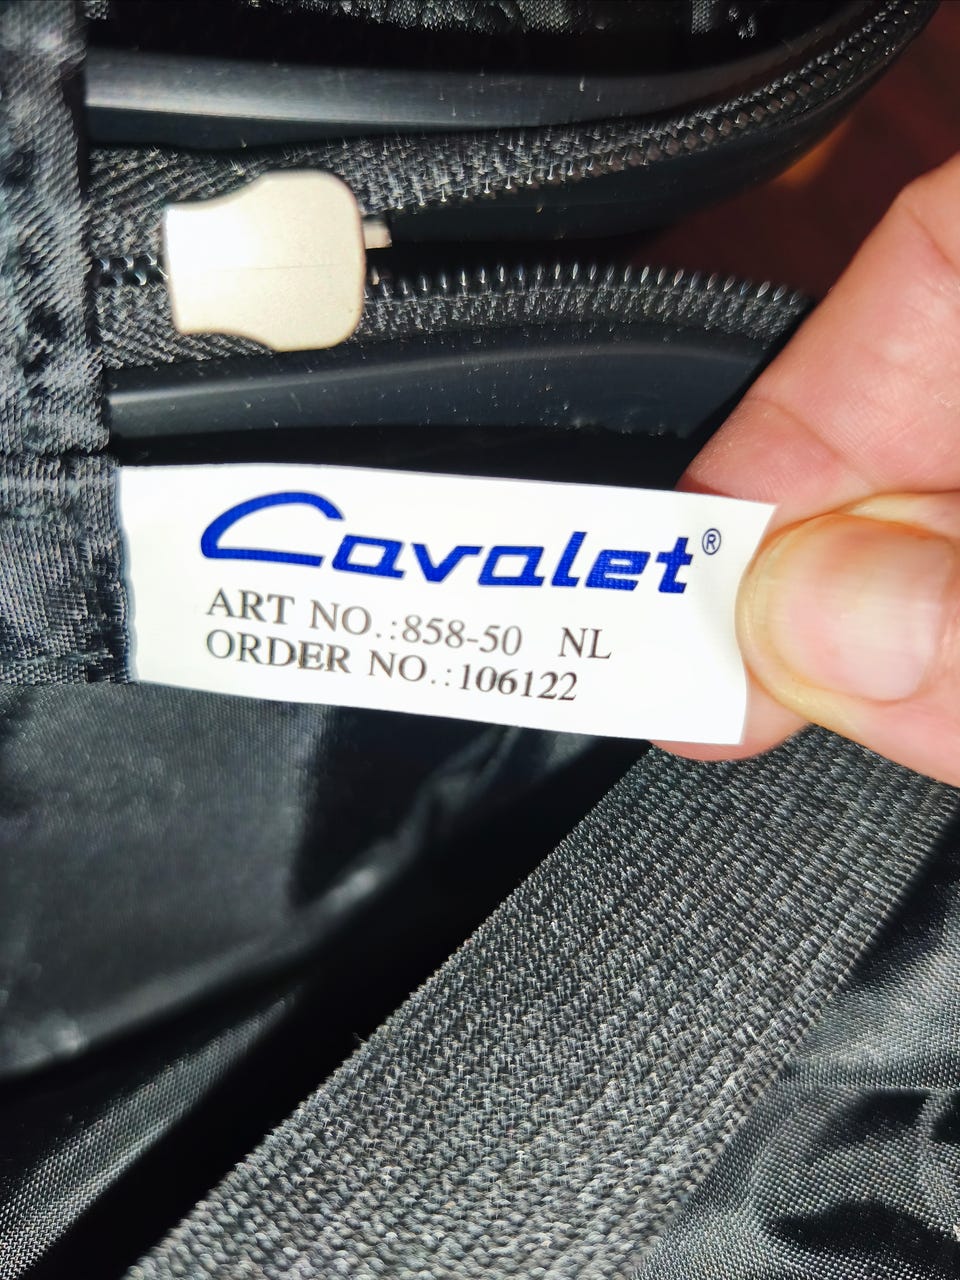 Cavalet®
ART NO.:858-50 NL
ORDER NO.:106122